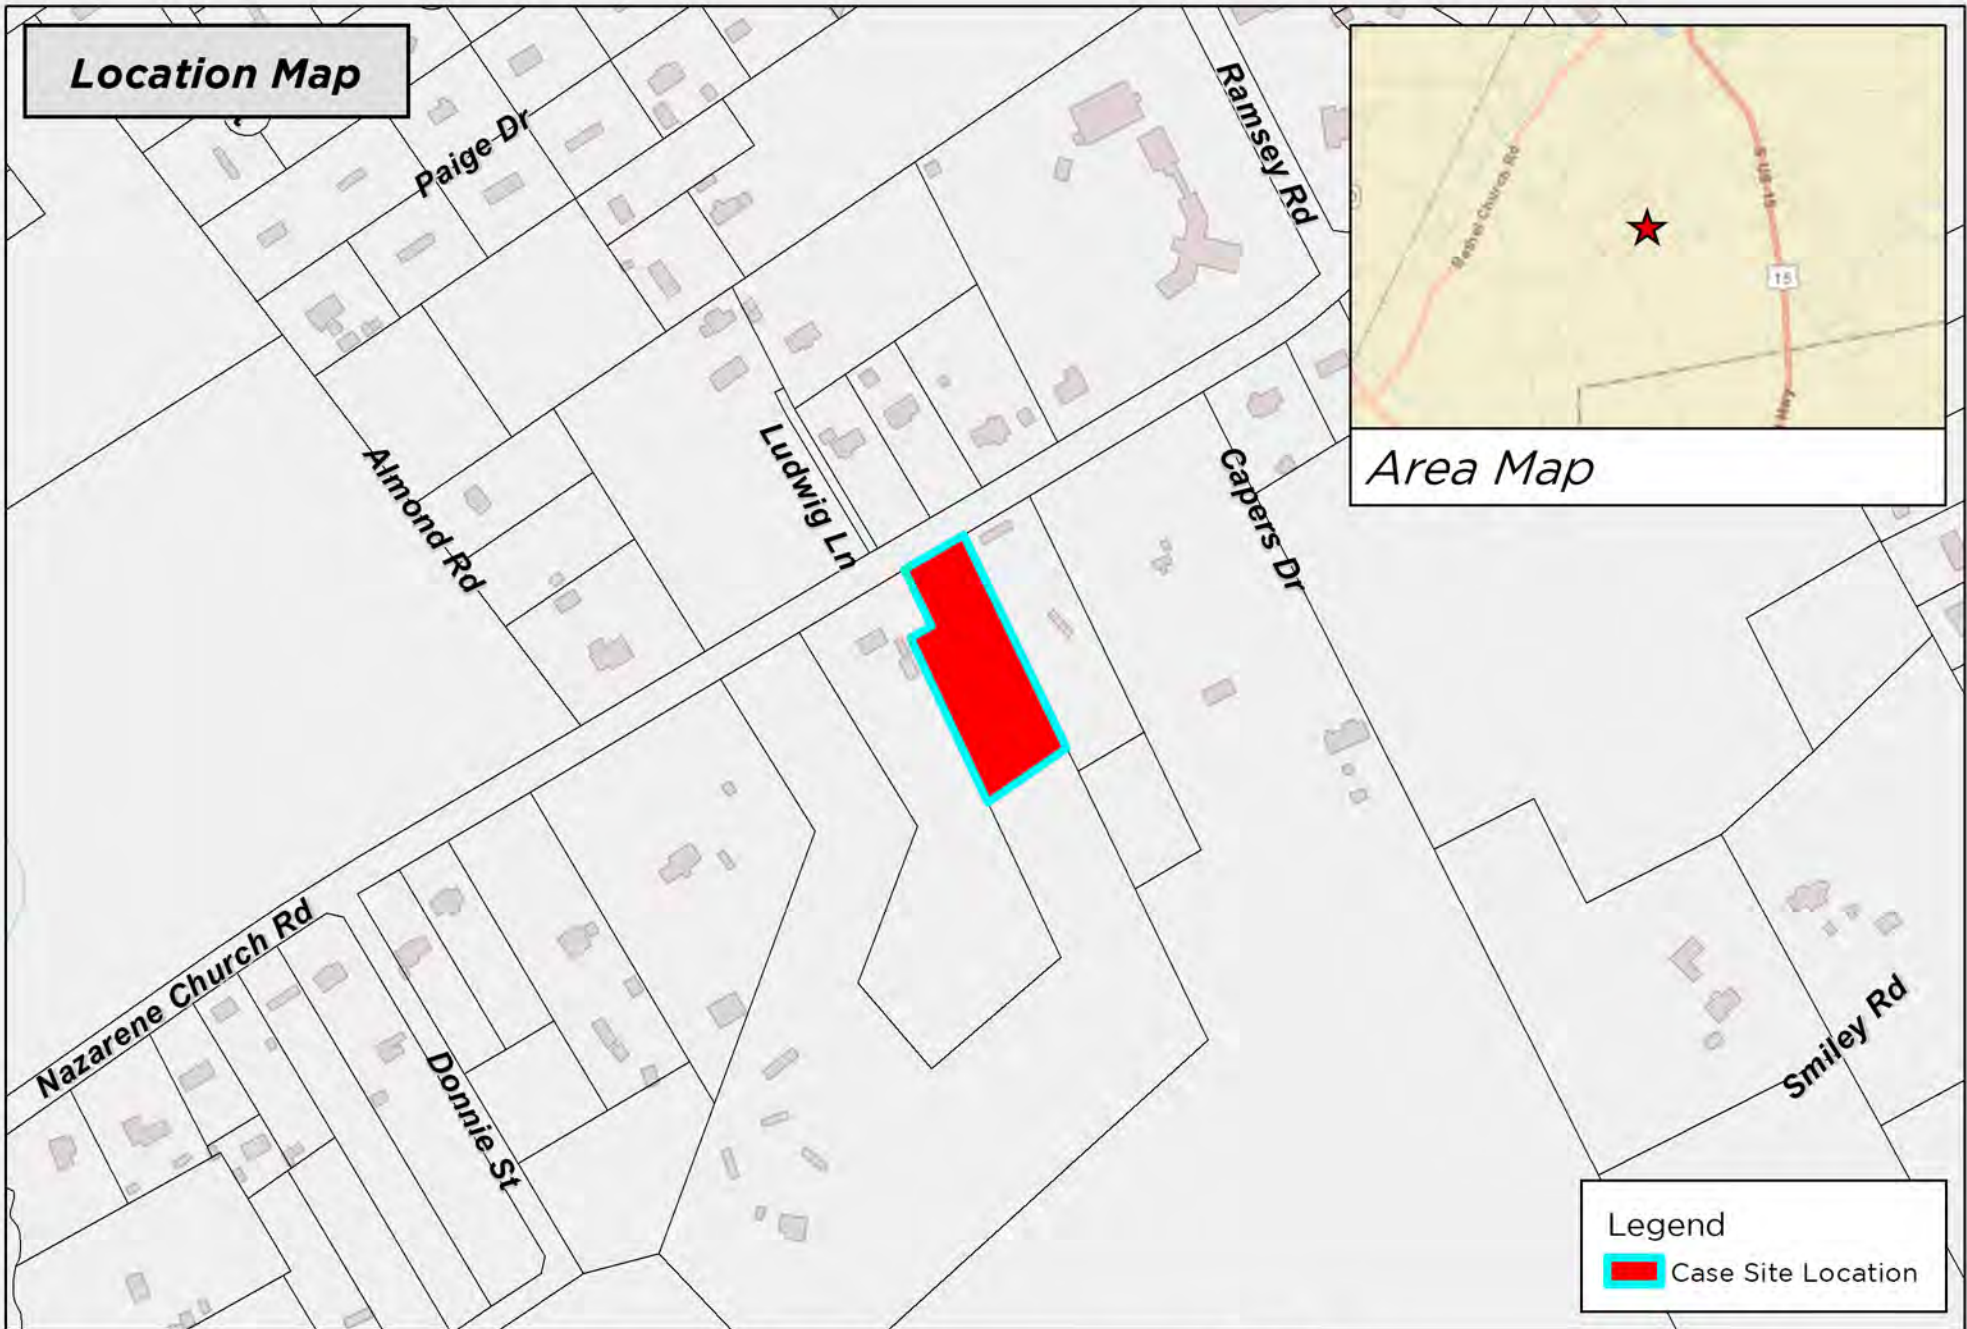 Location Map
Paige Dr
Ramsey Rd
Bethel Church Rd
S US-15
15
Hwy
Area Map
Almond Rd
Ludwig Ln
Capers Dr
Nazarene Church Rd
Donnie St
Smiley Rd
Legend
Case Site Location